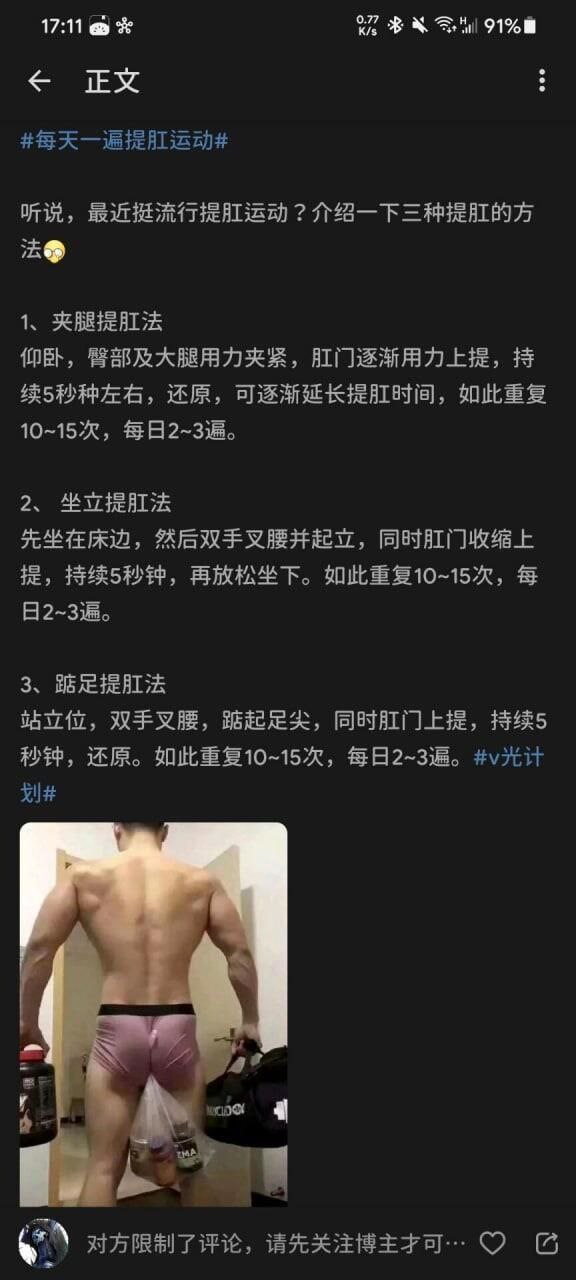 17:11
0.77
K/s
H
91%
正文
#每天一遍提肛运动#
听说，最近挺流行提肛运动？介绍一下三种提肛的方
法
1、夹腿提肛法
仰卧，臀部及大腿用力夹紧，肛门逐渐用力上提，持
续5秒种左右，还原，可逐渐延长提肛时间，如此重复
10~15次，每日2~3遍。
2、 坐立提肛法
先坐在床边，然后双手叉腰并起立，同时肛门收缩上
提，持续5秒钟，再放松坐下。如此重复10~15次，每
日2~3遍。
3、踮足提肛法
站立位，双手叉腰，踮起足尖，同时肛门上提，持续5
秒钟，还原。如此重复10~15次，每日2~3遍。#v光计
划#
ZMA
对方限制了评论，请先关注博主才可…